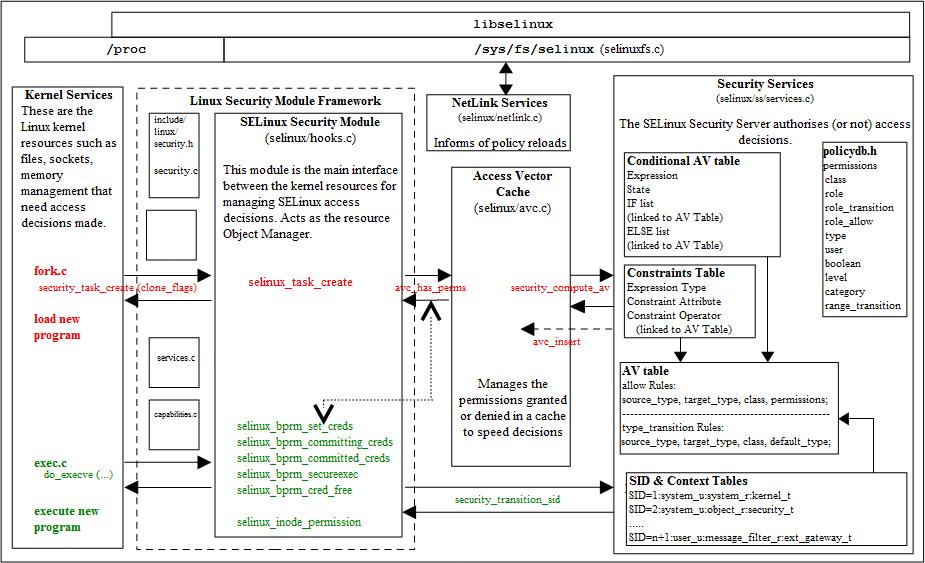 libselinux
/proc
/sys/fs/selinux (selinuxfs.c)
Kernel Services
These are the
Linux kernel
resources such as
files, sockets,
memory
management that
need access
decisions made.
fork.c
security_task_create (clone_flags)
load new
program
exec.c
do_execve (...)
execute new
program
Linux Security Module Framework
include/
linux/
security.h
security.c
services.c
capabilities.c
SELinux Security Module
(selinux/hooks.c)
This module is the main interface
between the kernel resources for
managing SELinux access
decisions. Acts as the resource
Object Manager.
selinux_task_create
selinux_bprm_set_creds
selinux_bprm_committing_creds
selinux_bprm_committed_creds
selinux_bprm_secureexec
selinux_bprm_cred_free
selinux_inode_permission
NetLink Services
(selinux/netlink.c)
Informs of policy reloads
Access Vector
Cache
(selinux/avc.c)
avc_has_perms
security_compute_av
avc_insert
Manages the
permissions granted
or denied in a cache
to speed decisions
security_transition_sid
Security Services
(selinux/ss/services.c)
The SELinux Security Server authorises (or not) access
decisions.
Conditional AV table
Expression
State
IF list
(linked to AV Table)
ELSE list
(linked to AV Table)
Constraints Table
Expression Type
Constraint Attribute
Constraint Operator
(linked to AV Table)
policydb.h
permissions
class
role
role_transition
role_allow
type
user
boolean
level
category
range_transition
AV table
allow Rules:
source_type, target_type, class, permissions;
type_transition Rules:
source_type, target_type, class, default_type;
SID & Context Tables
SID=1:system_u:system_r:kernel_t
SID=2:system_u:object_r:security_t
.....
SID=n+1:user_u:message_filter_r:ext_gateway_t